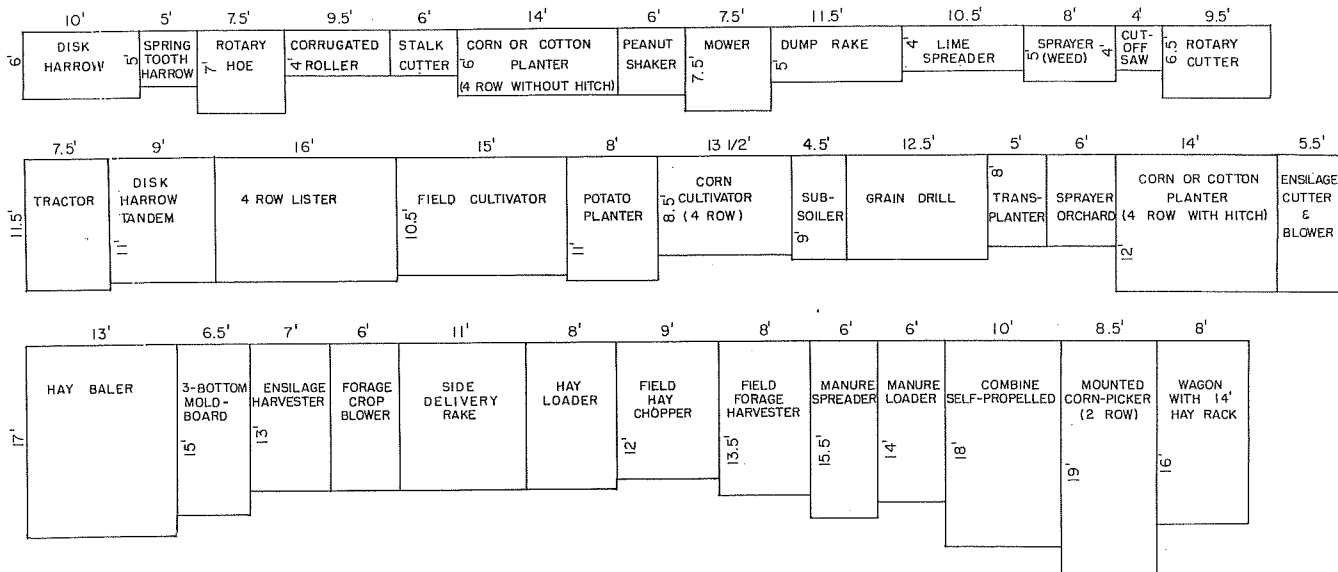 10' 5' 7.5' 9.5' 6' 14' 6' 7.5' 11.5' 10.5' 8' 4' 9.5'
6' DISK HARROW
5' SPRING TOOTH HARROW
7' ROTARY HOE
4' CORRUGATED ROLLER
STALK CUTTER
6' CORN OR COTTON PLANTER (4 ROW WITHOUT HITCH)
PEANUT SHAKER
7.5' MOWER
5' DUMP RAKE
4' LIME SPREADER
5' SPRAYER (WEED)
4' CUT-OFF SAW
6.5' ROTARY CUTTER
7.5' 9' 16' 15' 8' 13 1/2' 4.5' 12.5' 5' 6' 14' 5.5'
11.5' TRACTOR
11' DISK HARROW TANDEM
4 ROW LISTER
10.5' FIELD CULTIVATOR
11' POTATO PLANTER
8.5' CORN CULTIVATOR (4 ROW)
9' SUB-SOILER
GRAIN DRILL
8' TRANS-PLANTER
SPRAYER ORCHARD
12' CORN OR COTTON PLANTER (4 ROW WITH HITCH)
ENSILAGE CUTTER & BLOWER
13' 6.5' 7' 6' 11' 8' 9' 8' 6' 6' 10' 8.5' 8'
17' HAY BALER
15' 3-BOTTOM MOLD-BOARD
13' ENSILAGE HARVESTER
FORAGE CROP BLOWER
SIDE DELIVERY RAKE
HAY LOADER
12' FIELD HAY CHOPPER
13.5' FIELD FORAGE HARVESTER
15.5' MANURE SPREADER
14' MANURE LOADER
18' COMBINE SELF-PROPELLED
19' MOUNTED CORN-PICKER (2 ROW)
16' WAGON WITH 14' HAY RACK